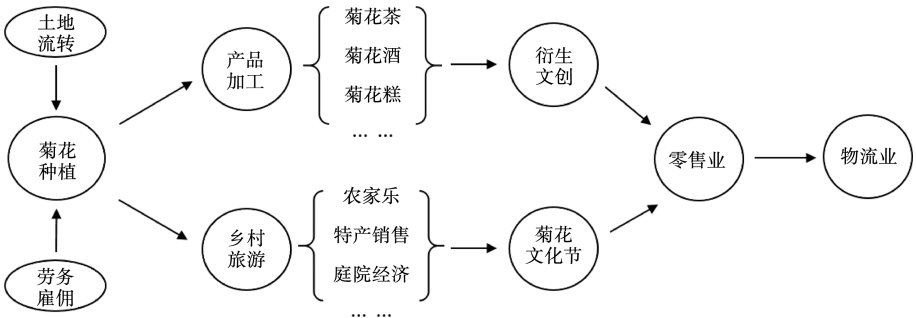 土地
流转
菊花
种植
劳务
雇佣
产品
加工
菊花茶
菊花酒
菊花糕
… …
衍生
文创
乡村
旅游
农家乐
特产销售
庭院经济
… …
菊花
文化节
零售业
物流业